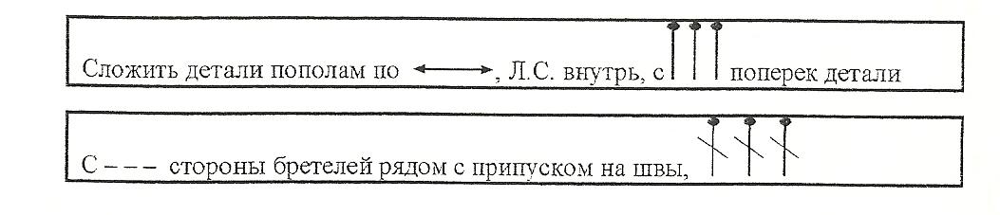 Сложить детали пополам по ⟷, Л.С. внутрь, с поперек детали
С – – – стороны бретелей рядом с припуском на швы,